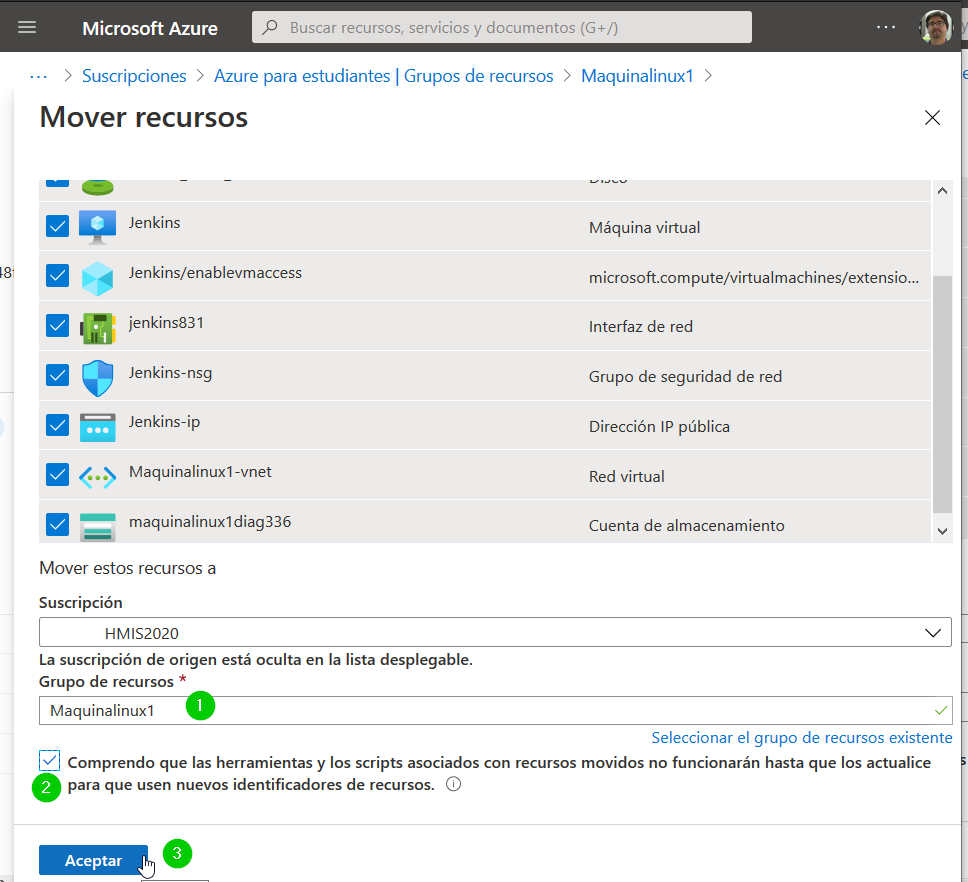 Microsoft Azure
Buscar recursos, servicios y documentos (G+/)
... > Suscripciones > Azure para estudiantes | Grupos de recursos > Maquinalinux1 >
Mover recursos
Disco
Jenkins Máquina virtual
Jenkins/enablevmaccess microsoft.compute/virtualmachines/extensio...
jenkins831 Interfaz de red
Jenkins-nsg Grupo de seguridad de red
Jenkins-ip Dirección IP pública
Maquinalinux1-vnet Red virtual
maquinalinux1diag336 Cuenta de almacenamiento
Mover estos recursos a
Suscripción
HMIS2020
La suscripción de origen está oculta en la lista desplegable.
Grupo de recursos *
Maquinalinux1 1
Seleccionar el grupo de recursos existente
Comprendo que las herramientas y los scripts asociados con recursos movidos no funcionarán hasta que los actualice
2 para que usen nuevos identificadores de recursos.
Aceptar 3